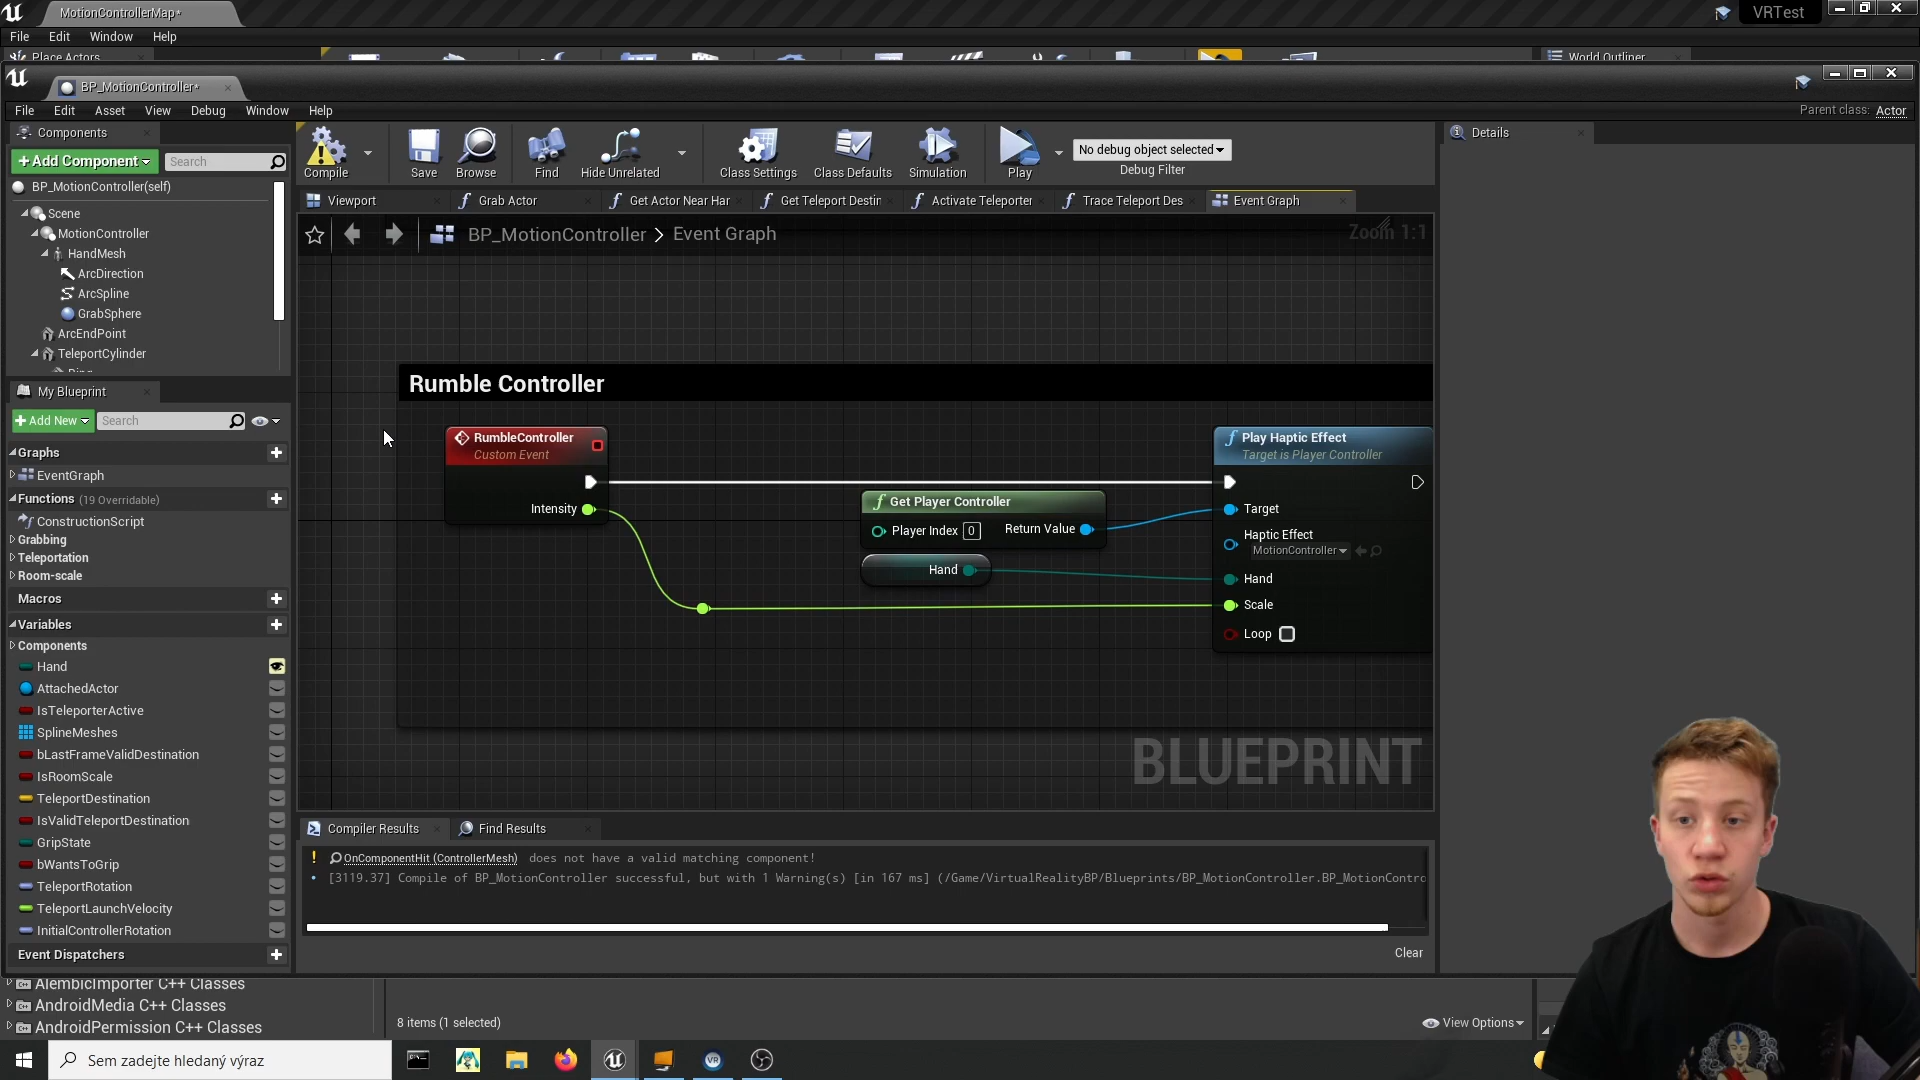 MotionControllerMap*
VRTest
File Edit Window Help
Place Actors
World Outliner
BP_MotionController*
File Edit Asset View Debug Window Help
Parent class: Actor
Components
+Add Component
Search
BP_MotionController(self)
Scene
MotionController
HandMesh
ArcDirection
ArcSpline
GrabSphere
ArcEndPoint
TeleportCylinder
Compile
Save
Browse
Find
Hide Unrelated
Class Settings
Class Defaults
Simulation
Play
No debug object selected
Debug Filter
Details
Viewport
Grab Actor
Get Actor Near Har
Get Teleport Destin
Activate Teleporter
Trace Teleport Des
Event Graph
BP_MotionController > Event Graph
Zoom 1:1
My Blueprint
+Add New
Search
Graphs
EventGraph
Functions (19 Overridable)
ConstructionScript
Grabbing
Teleportation
Room-scale
Macros
Variables
Components
Hand
AttachedActor
IsTeleporterActive
SplineMeshes
bLastFrameValidDestination
IsRoomScale
TeleportDestination
IsValidTeleportDestination
GripState
bWantsToGrip
TeleportRotation
TeleportLaunchVelocity
InitialControllerRotation
Event Dispatchers
Rumble Controller
RumbleController
Custom Event
Intensity
Get Player Controller
Player Index 0
Return Value
Hand
Play Haptic Effect
Target is Player Controller
Target
Haptic Effect
MotionController
Hand
Scale
Loop
BLUEPRINT
Compiler Results
Find Results
OnComponentHit (ControllerMesh) does not have a valid matching component!
[3119.37] Compile of BP_MotionController successful, but with 1 Warning(s) [in 167 ms] (/Game/VirtualRealityBP/Blueprints/BP_MotionController.BP_MotionContro
Clear
AlembicImporter C++ Classes
AndroidMedia C++ Classes
AndroidPermission C++ Classes
8 items (1 selected)
View Options
Sem zadejte hledaný výraz
VR